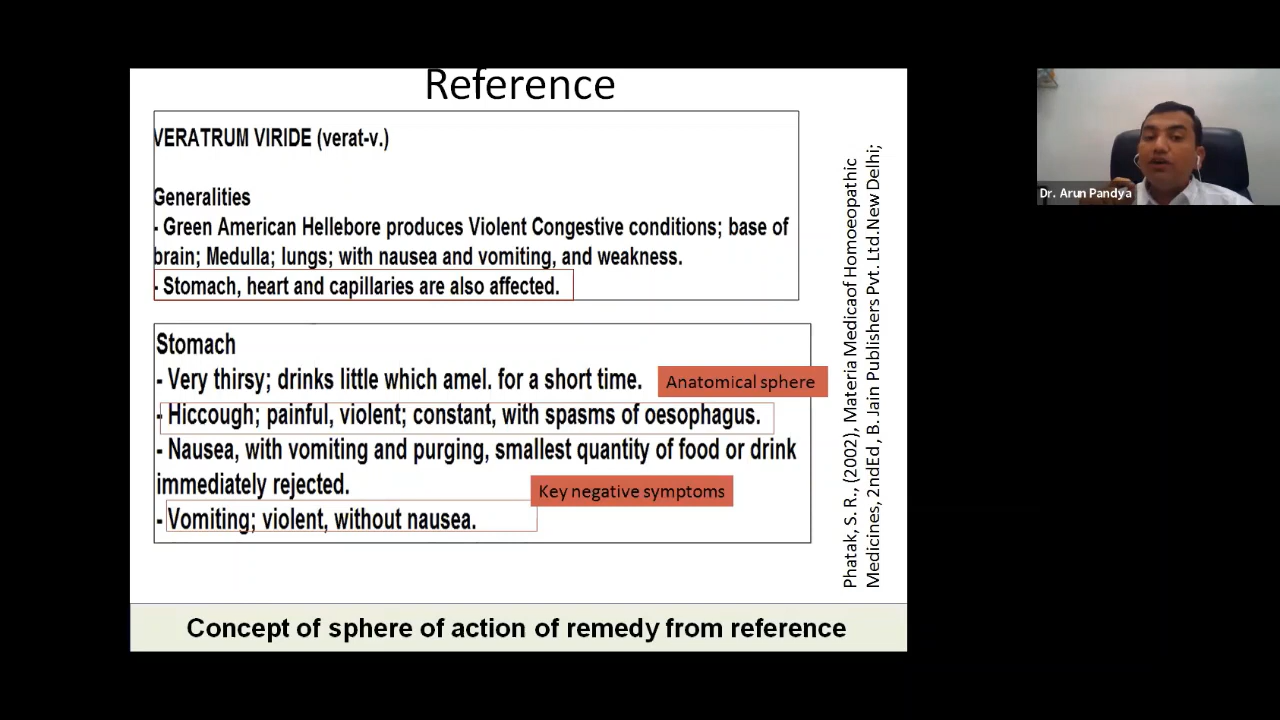 Reference
VERATRUM VIRIDE (verat-v.)
Generalities
- Green American Hellebore produces Violent Congestive conditions; base of
brain; Medulla; lungs; with nausea and vomiting, and weakness.
- Stomach, heart and capillaries are also affected.
Stomach
- Very thirsy; drinks little which amel. for a short time.
Anatomical sphere
- Hiccough; painful, violent; constant, with spasms of oesophagus.
- Nausea, with vomiting and purging, smallest quantity of food or drink
immediately rejected.
Key negative symptoms
- Vomiting; violent, without nausea.
Phatak, S. R., (2002), Materia Medicaof Homoeopathic
Medicines, 2ndEd, B. Jain Publishers Pvt. Ltd.New Delhi;
Concept of sphere of action of remedy from reference
Dr. Arun Pandya